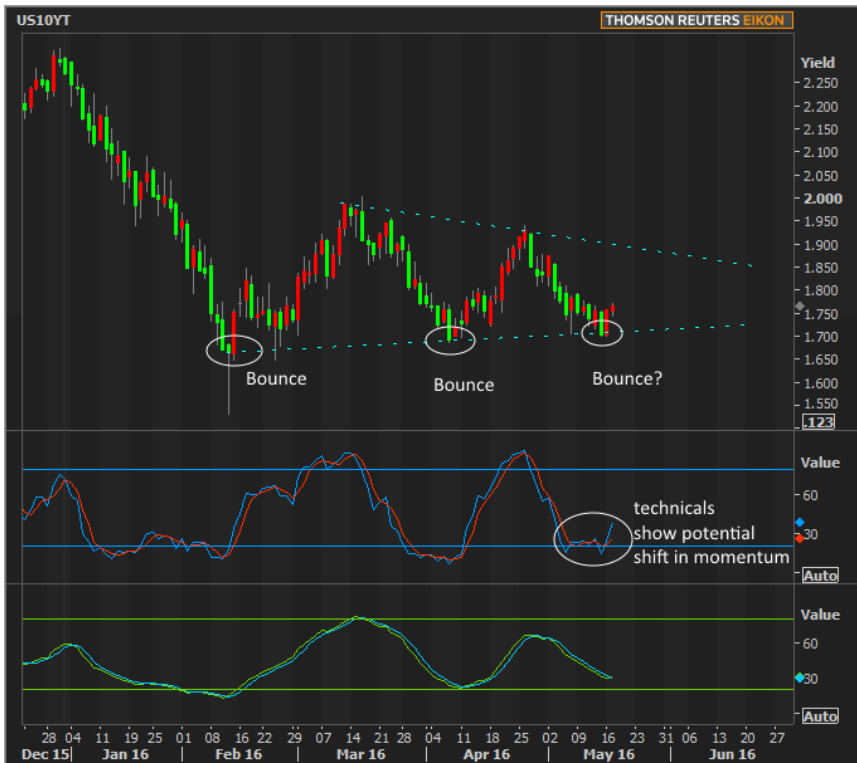 US10YT
THOMSON REUTERS EIKON
Yield
2.250
2.200
2.150
2.100
2.050
2.000
1.950
1.900
1.850
1.800
1.750
1.700
1.650
1.600
1.550
.123
Bounce
Bounce
Bounce?
Value
60
30
Auto
technicals
show potential
shift in momentum
Value
60
30
Auto
28 04 11 19 25 01 08 16 22 29 07 14 21 28 04 11 18 25 02 09 16 23 31 06 13 20 27
Dec 15 Jan 16 Feb 16 Mar 16 Apr 16 May 16 Jun 16